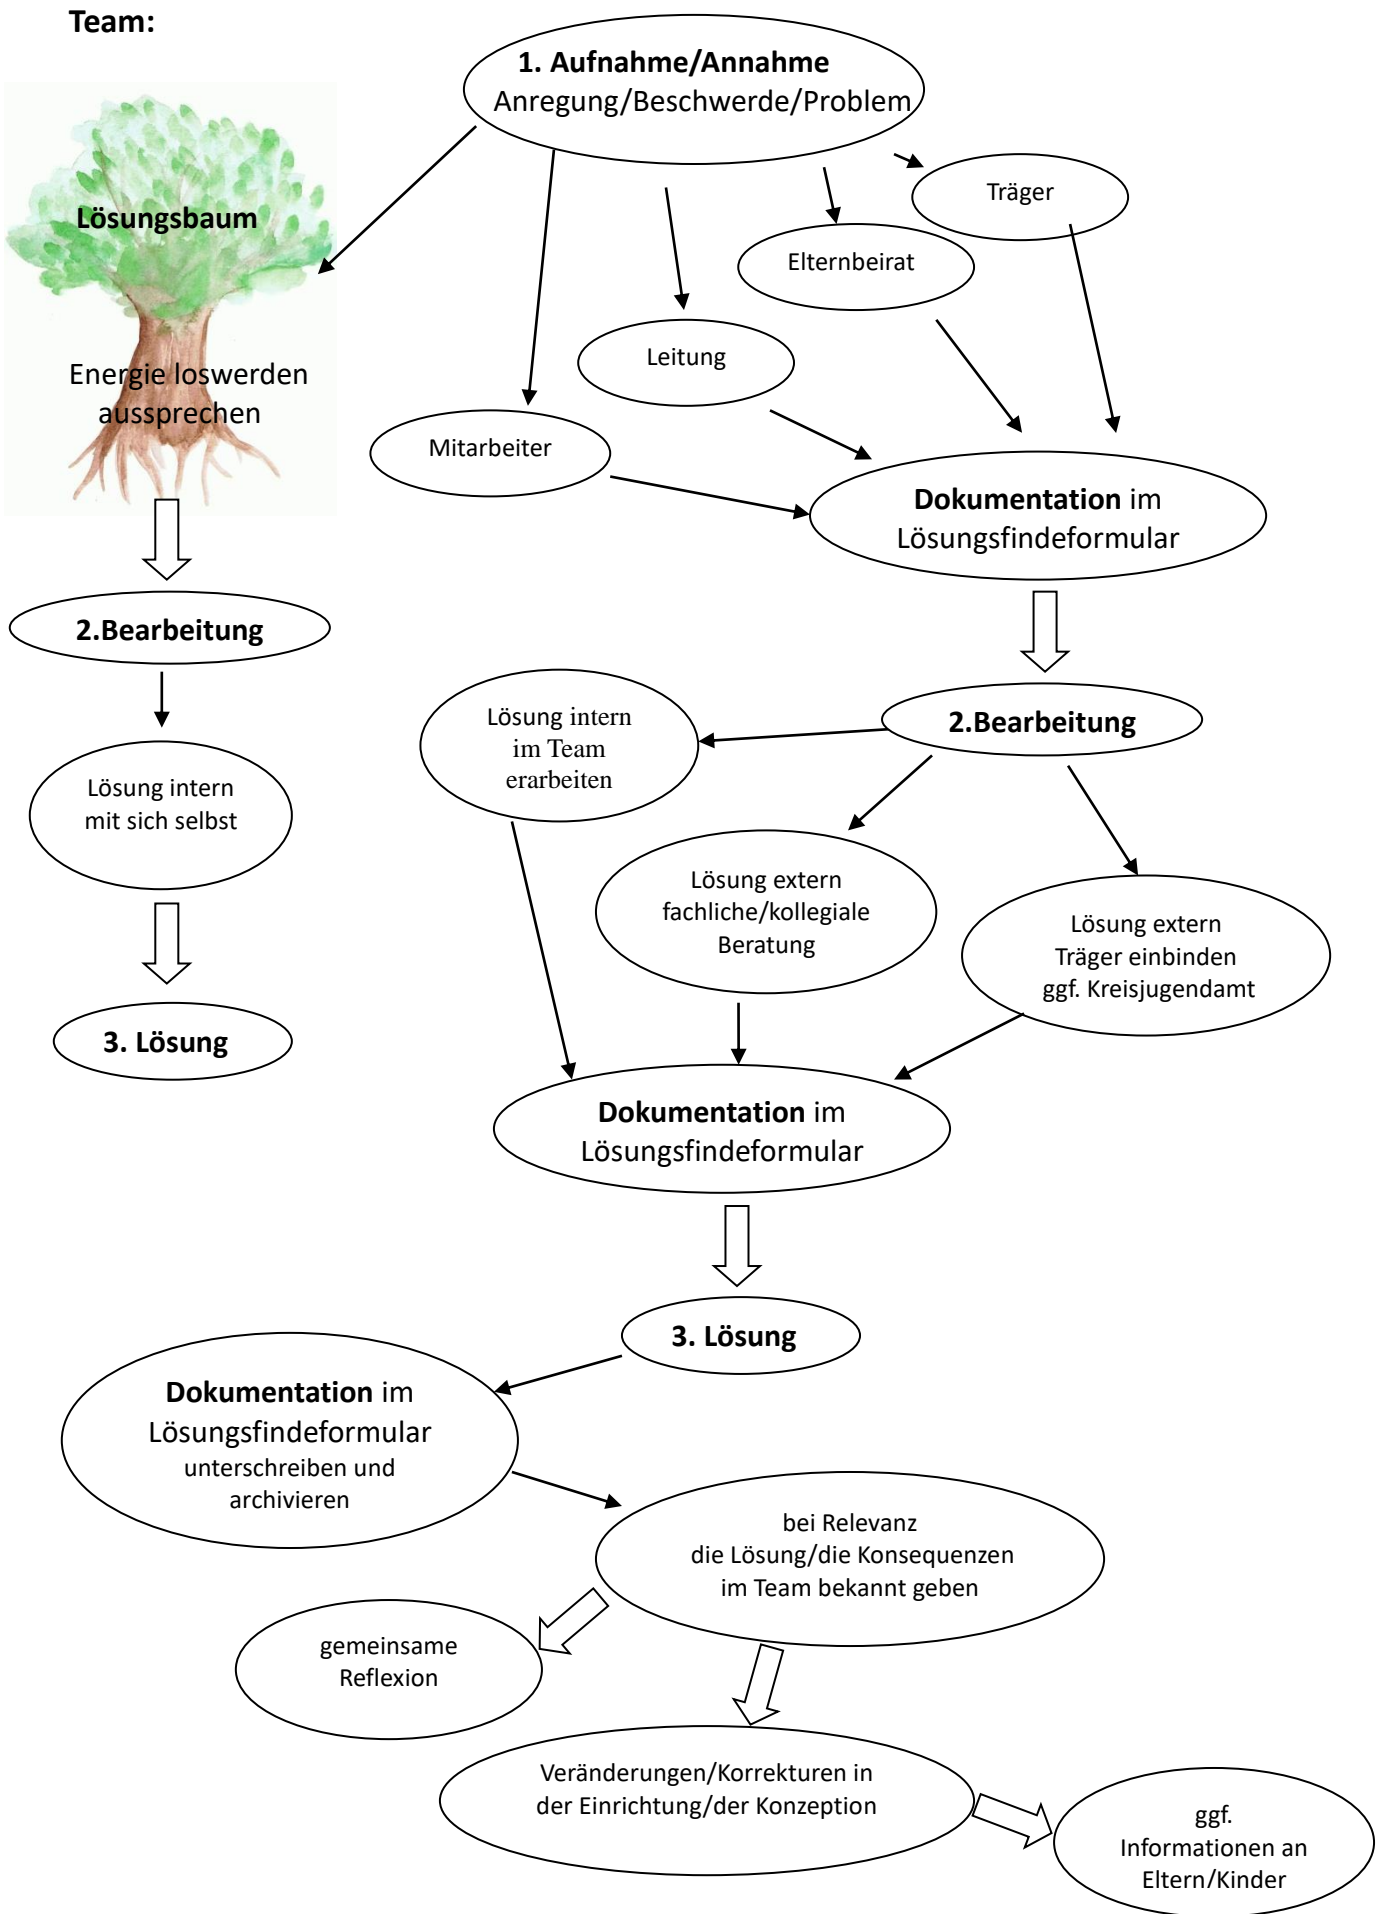 Team:
1. Aufnahme/Annahme
Anregung/Beschwerde/Problem
Träger
Lösungsbaum
Elternbeirat
Leitung
Energie loswerden
aussprechen
Mitarbeiter
Dokumentation im
Lösungsfindeformular
2.Bearbeitung
Lösung intern
mit sich selbst
3. Lösung
2.Bearbeitung
Lösung intern
im Team
erarbeiten
Lösung extern
fachliche/kollegiale
Beratung
Lösung extern
Träger einbinden
ggf. Kreisjugendamt
Dokumentation im
Lösungsfindeformular
3. Lösung
Dokumentation im
Lösungsfindeformular
unterschreiben und
archivieren
bei Relevanz
die Lösung/die Konsequenzen
im Team bekannt geben
gemeinsame
Reflexion
Veränderungen/Korrekturen in
der Einrichtung/der Konzeption
ggf.
Informationen an
Eltern/Kinder